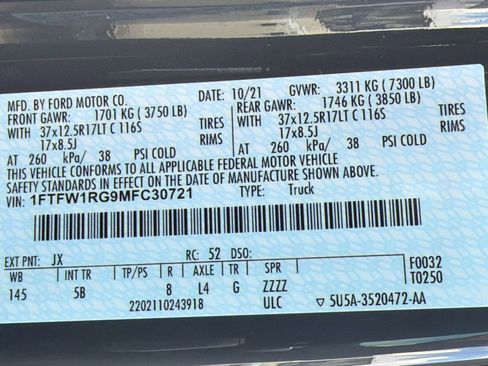 MFD. BY FORD MOTOR CO. DATE: 10/21 GVWR: 3311 KG (7300 LB)
FRONT GAWR: 1701 KG (3750 LB) REAR GAWR: 1746 KG (3850 LB)
WITH 37x12.5R17LT C 116S TIRES WITH 37x12.5R17LT C 116S TIRES
17x8.5J RIMS 17x8.5J RIMS
AT 260 kPa/ 38 PSI COLD AT 260 kPa/ 38 PSI COLD
THIS VEHICLE CONFORMS TO ALL APPLICABLE FEDERAL MOTOR VEHICLE
SAFETY STANDARDS IN EFFECT ON THE DATE OF MANUFACTURE SHOWN ABOVE.
VIN: 1FTFW1RG9MFC30721 TYPE: Truck
EXT PNT: JX RC: 52 DSO: F0032
WB INT TR TP/PS R AXLE TR SPR T0250
145 5B 8 L4 G ZZZZ
2202110243918 ULC ▽ 5U5A-3520472-AA